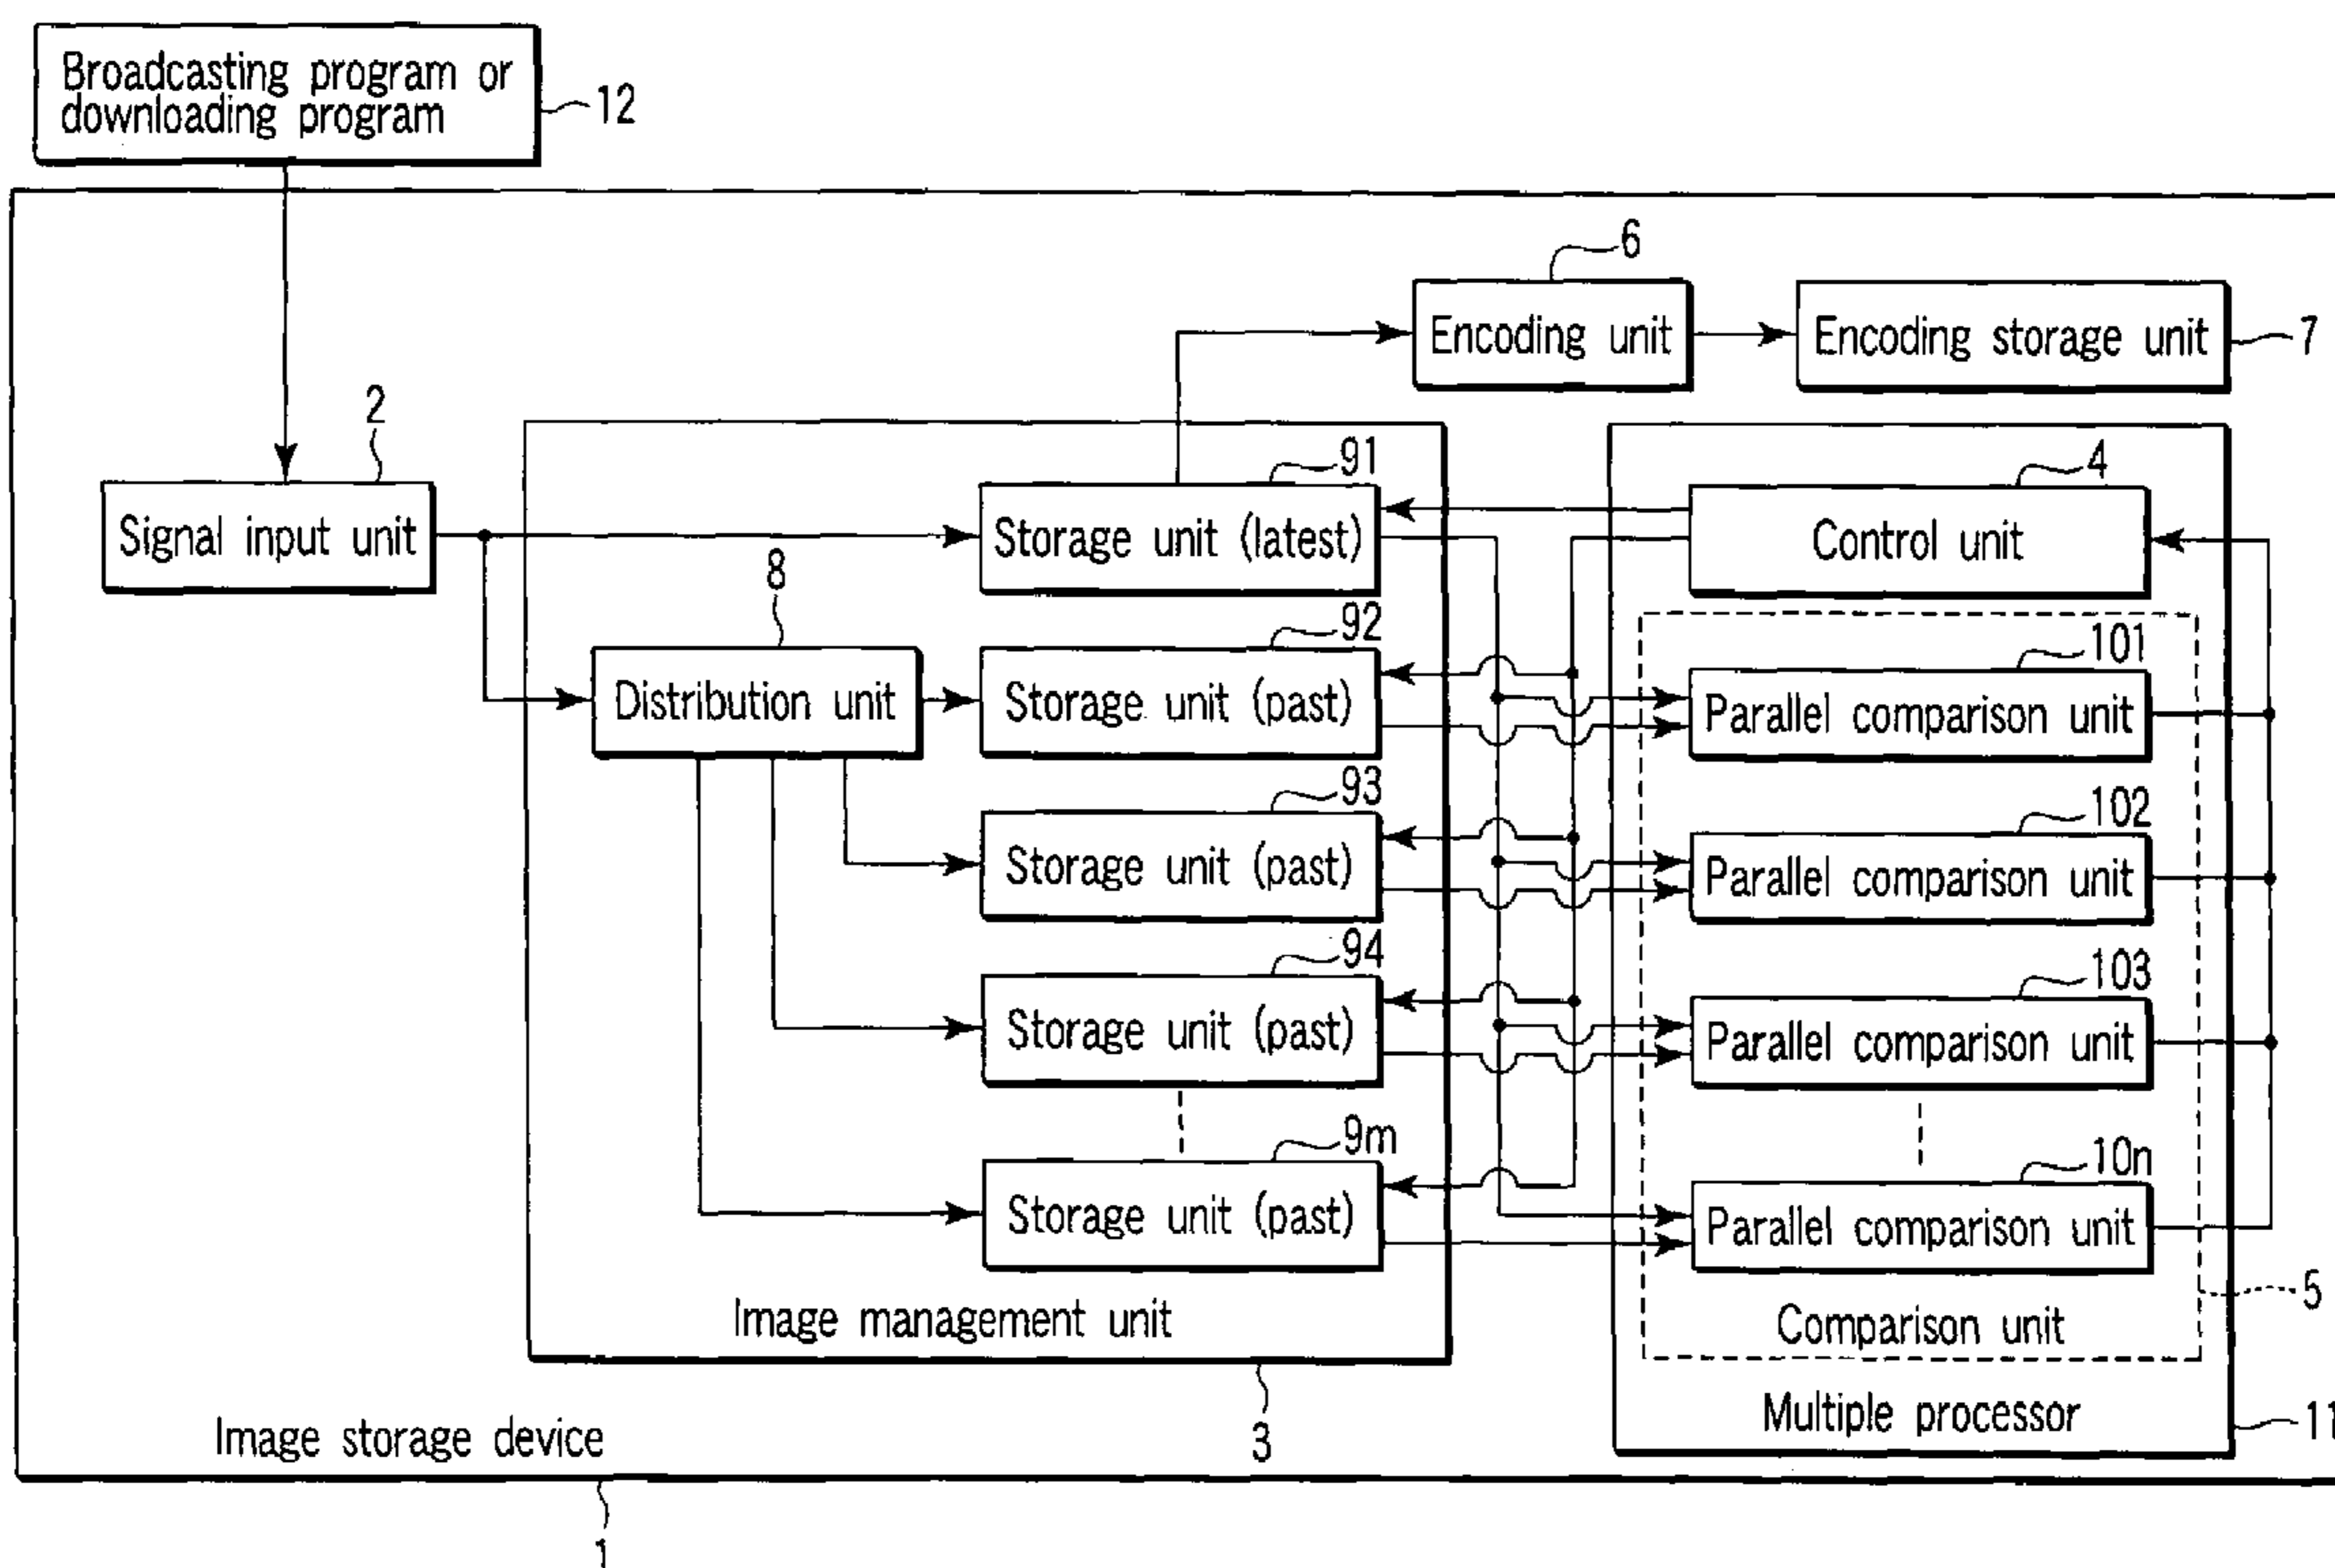 Broadcasting program or
downloading program
12
6
Encoding unit
Encoding storage unit
7
2
Signal input unit
91
Storage unit (latest)
4
Control unit
8
Distribution unit
92
Storage unit (past)
101
Parallel comparison unit
93
Storage unit (past)
102
Parallel comparison unit
94
Storage unit (past)
103
Parallel comparison unit
9m
Storage unit (past)
10n
Parallel comparison unit
Image management unit
Comparison unit
5
Image storage device
3
Multiple processor
11
1